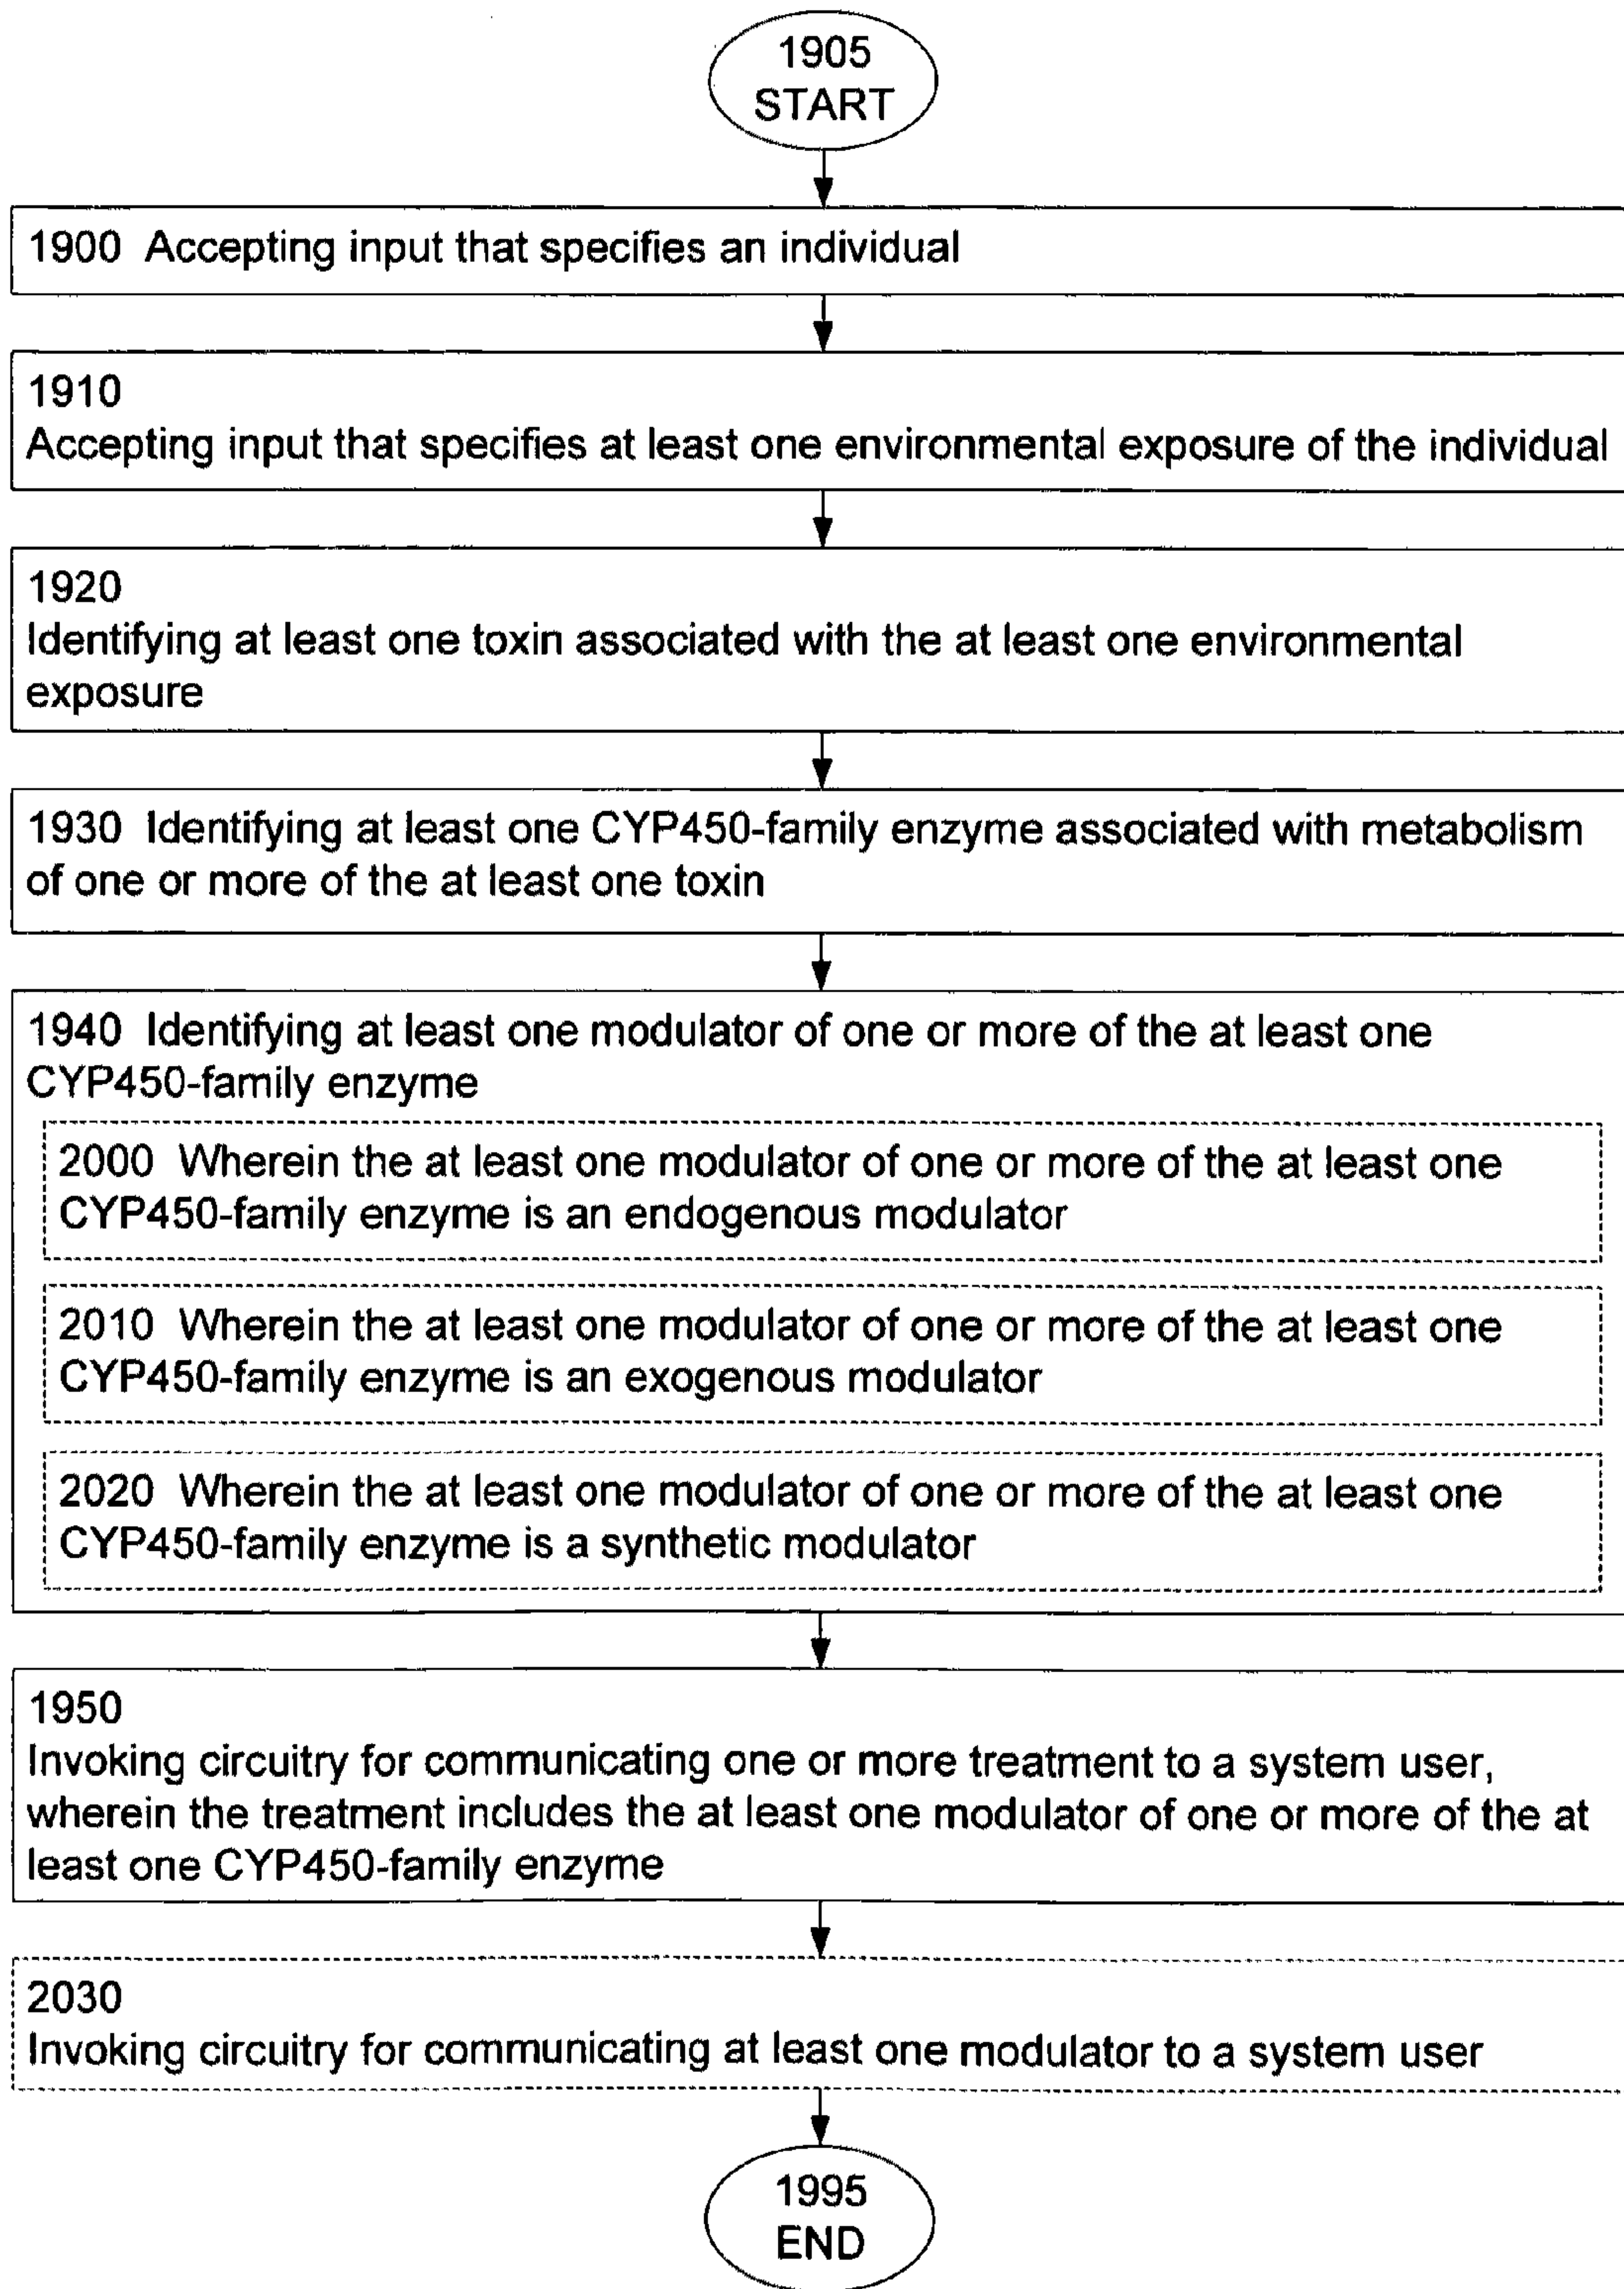 1905
START
1900 Accepting input that specifies an individual
1910
Accepting input that specifies at least one environmental exposure of the individual
1920
Identifying at least one toxin associated with the at least one environmental
exposure
1930 Identifying at least one CYP450-family enzyme associated with metabolism
of one or more of the at least one toxin
1940 Identifying at least one modulator of one or more of the at least one
CYP450-family enzyme
2000 Wherein the at least one modulator of one or more of the at least one
CYP450-family enzyme is an endogenous modulator
2010 Wherein the at least one modulator of one or more of the at least one
CYP450-family enzyme is an exogenous modulator
2020 Wherein the at least one modulator of one or more of the at least one
CYP450-family enzyme is a synthetic modulator
1950
Invoking circuitry for communicating one or more treatment to a system user,
wherein the treatment includes the at least one modulator of one or more of the at
least one CYP450-family enzyme
2030
Invoking circuitry for communicating at least one modulator to a system user
1995
END